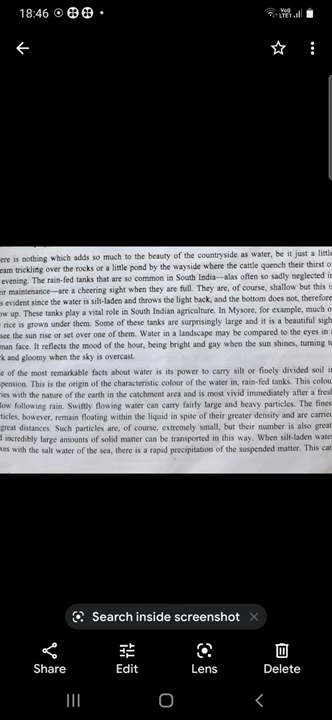 18:46
Vo)
LTE1
ere is nothing which adds so much to the beauty of the countryside as water, be it just a little
eam trickling over the rocks or a little pond by the wayside where the cattle quench their thirst o
evening. The rain-fed tanks that are so common in South India—alas often so sadly neglected in
eir maintenance—are a cheering sight when they are full. They are, of course, shallow but this i
s evident since the water is silt-laden and throws the light back, and the bottom does not, therefore
ow up. These tanks play a vital role in South Indian agriculture. In Mysore, for example, much o
rice is grown under them. Some of these tanks are surprisingly large and it is a beautiful sigh
see the sun rise or set over one of them. Water in a landscape may be compared to the eyes in a
man face. It reflects the mood of the hour, being bright and gay when the sun shines, turning to
rk and gloomy when the sky is overcast.
e of the most remarkable facts about water is its power to carry silt or finely divided soil in
spension. This is the origin of the characteristic colour of the water in, rain-fed tanks. This colou
ries with the nature of the earth in the catchment area and is most vivid immediately after a fresh
low following rain. Swiftly flowing water can carry fairly large and heavy particles. The fines
rticles, however, remain floating within the liquid in spite of their greater density and are carried
great distances. Such particles are, of course, extremely small, but their number is also great
d incredibly large amounts of solid matter can be transported in this way. When silt-laden water
xes with the salt water of the sea, there is a rapid precipitation of the suspended matter. This can
Search inside screenshot
Share
Edit
Lens
Delete